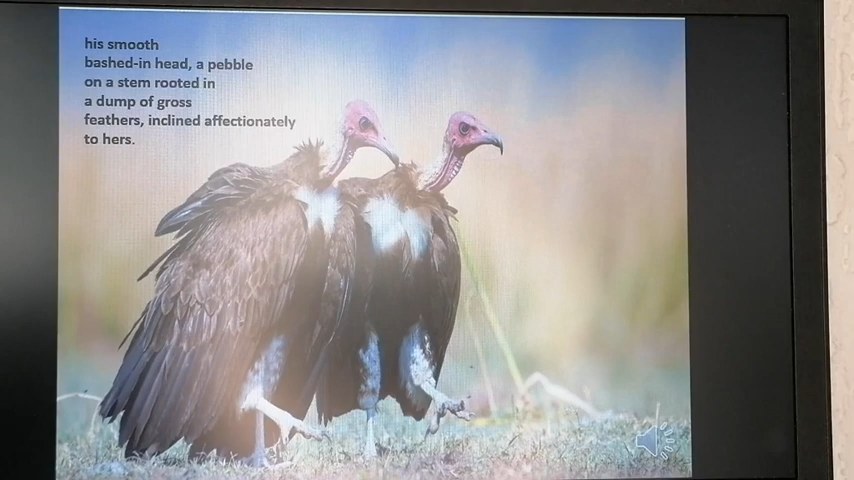 his smooth
bashed-in head, a pebble
on a stem rooted in
a dump of gross
feathers, inclined affectionately
to hers.